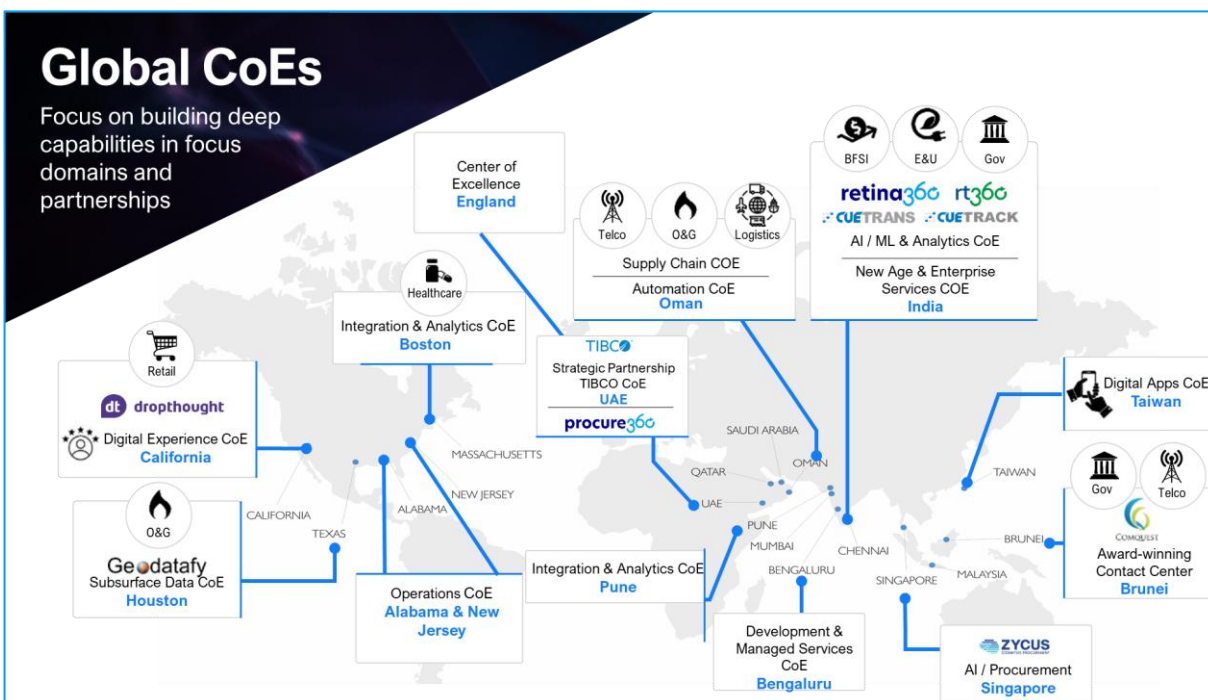 Global CoEs
Focus on building deep
capabilities in focus
domains and
partnerships
Center of
Excellence
England
Telco
O&G
Logistics
Supply Chain COE
Automation CoE
Oman
BFSI
E&U
Gov
retina360 rt360
CUETRANS CUETRACK
AI / ML & Analytics CoE
New Age & Enterprise
Services COE
India
Healthcare
Integration & Analytics CoE
Boston
Retail
dt dropthought
Digital Experience CoE
California
TIBCO
Strategic Partnership
TIBCO CoE
UAE
procure360
Digital Apps CoE
Taiwan
O&G
Geodatafy
Subsurface Data CoE
Houston
Gov
Telco
COMQUEST
Award-winning
Contact Center
Brunei
Operations CoE
Alabama & New
Jersey
Integration & Analytics CoE
Pune
Development &
Managed Services
CoE
Bengaluru
ZYCUS
AI / Procurement
Singapore
MASSACHUSETTS
NEW JERSEY
ALABAMA
CALIFORNIA
TEXAS
SAUDI ARABIA
OMAN
QATAR
UAE
PUNE
MUMBAI
BENGALURU
CHENNAI
SINGAPORE
MALAYSIA
BRUNEI
TAIWAN